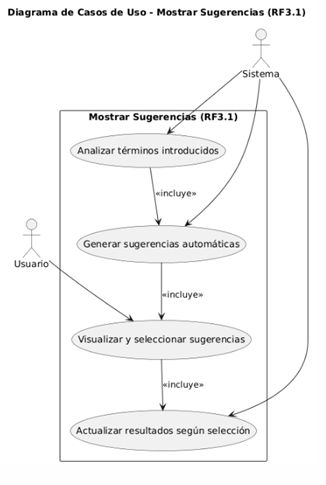 Diagrama de Casos de Uso - Mostrar Sugerencias (RF3.1)
Sistema
Mostrar Sugerencias (RF3.1)
Analizar términos introducidos
«incluye»
Generar sugerencias automáticas
Usuario
«incluye»
Visualizar y seleccionar sugerencias
«incluye»
Actualizar resultados según selección